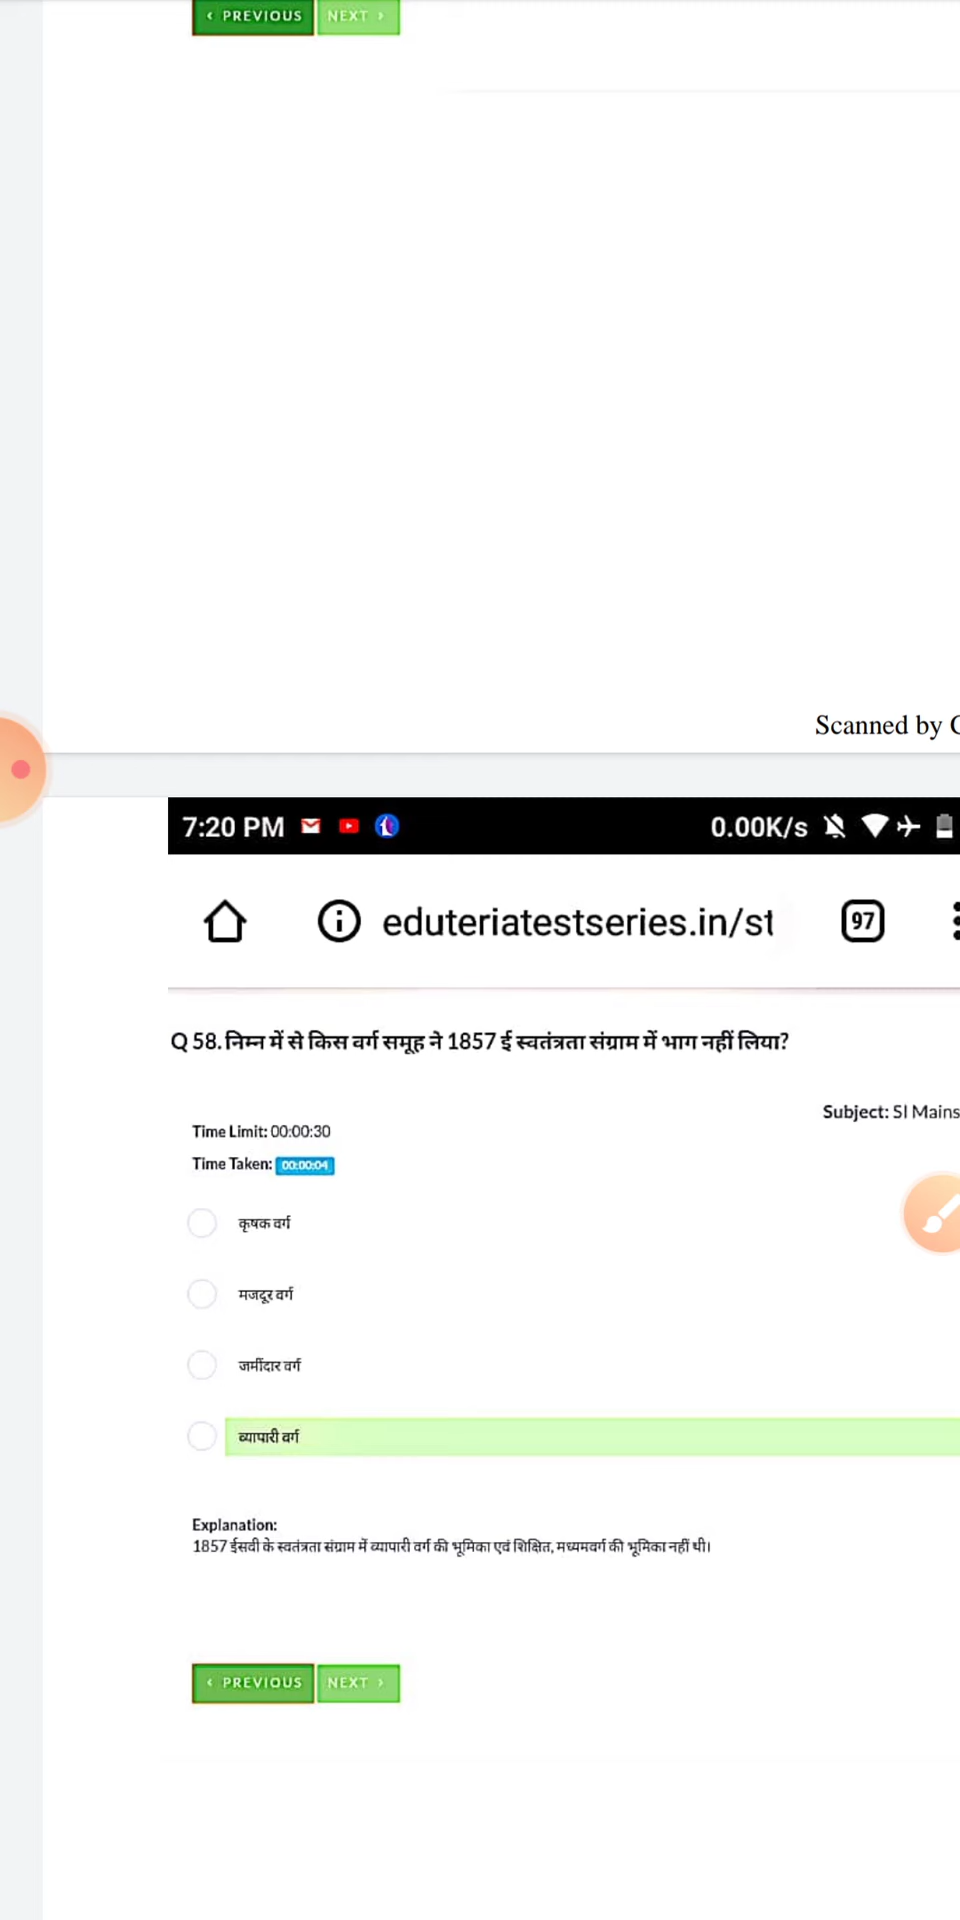 ‹ PREVIOUS NEXT ›
Scanned by
7:20 PM 0.00K/s
eduteriatestseries.in/st 97
Q 58. निम्न में से किस वर्ग समूह ने 1857 ई स्वतंत्रता संग्राम में भाग नहीं लिया?
Subject: SI Mains
Time Limit: 00:00:30
Time Taken: 00:00:04
कृषक वर्ग
मजदूर वर्ग
जमींदार वर्ग
व्यापारी वर्ग
Explanation:
1857 ईसवी के स्वतंत्रता संग्राम में व्यापारी वर्ग की भूमिका एवं शिक्षित, मध्यमवर्ग की भूमिका नहीं थी।
‹ PREVIOUS NEXT ›